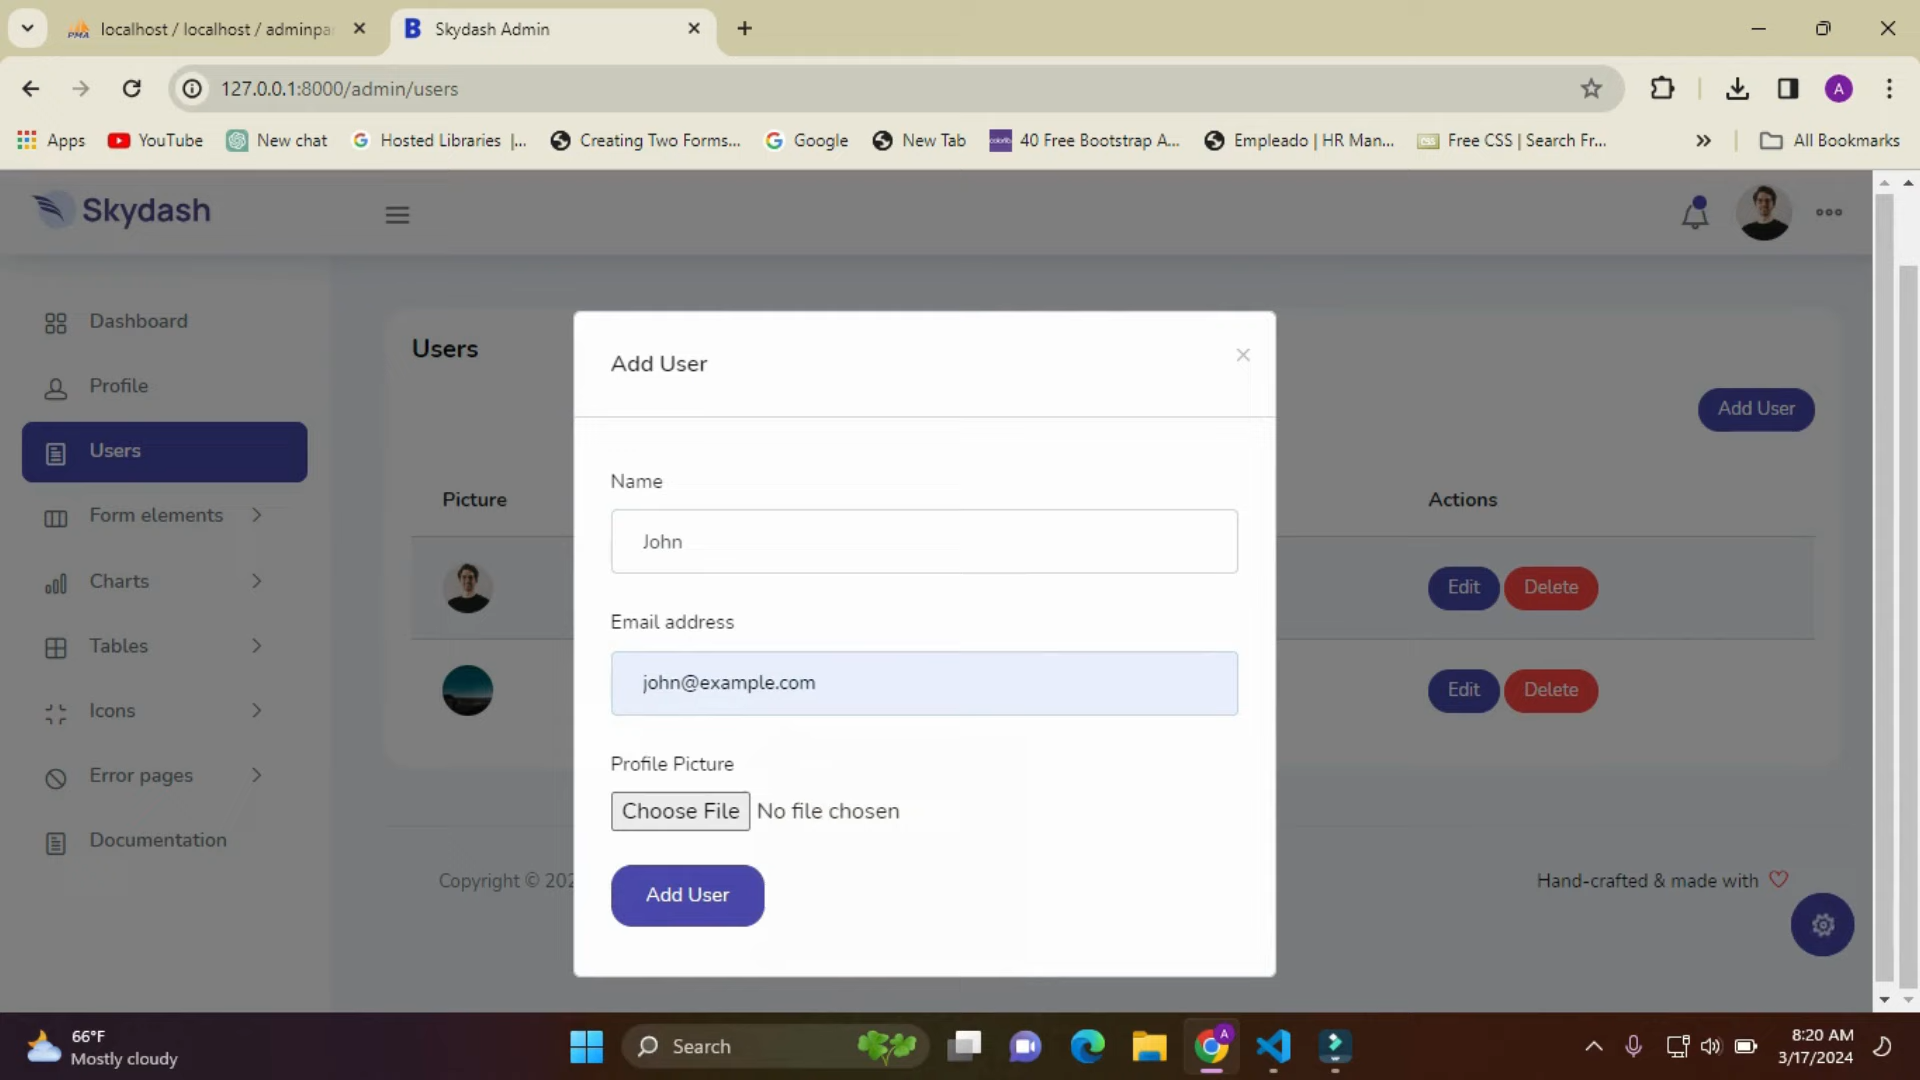 localhost / localhost / adminpa
Skydash Admin
127.0.0.1:8000/admin/users
A
Apps
YouTube
New chat
Hosted Libraries |...
Creating Two Forms...
Google
New Tab
40 Free Bootstrap A...
Empleado | HR Man...
Free CSS | Search Fr...
»
All Bookmarks
Skydash
Dashboard
Profile
Users
Form elements
Charts
Tables
Icons
Error pages
Documentation
Users
Add User
Picture
Actions
Edit
Delete
Edit
Delete
Add User
×
Name
John
Email address
john@example.com
Profile Picture
Choose File
No file chosen
Add User
Copyright © 202
Hand-crafted & made with
66°F
Mostly cloudy
Search
A
8:20 AM
3/17/2024